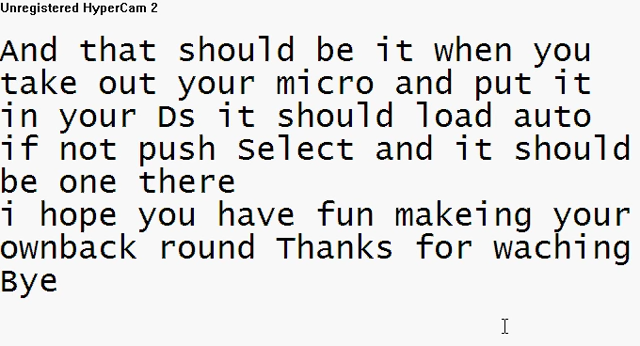 Unregistered HyperCam 2
And that should be it when you
take out your micro and put it
in your Ds it should load auto
if not push Select and it should
be one there
i hope you have fun makeing your
ownback round Thanks for waching
Bye